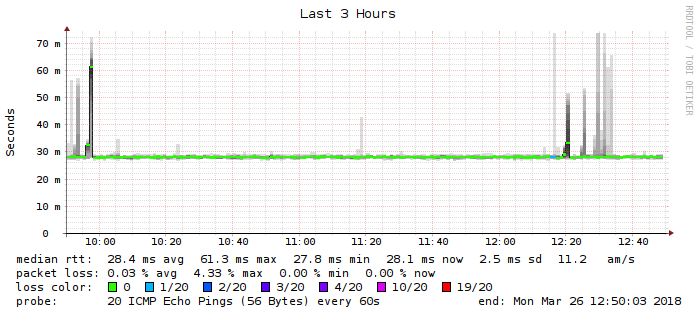 Last 3 Hours
RRDTOOL / TOBI OETIKER
Seconds
70 m
60 m
50 m
40 m
30 m
20 m
10 m
0
10:00 10:20 10:40 11:00 11:20 11:40 12:00 12:20 12:40
median rtt: 28.4 ms avg 61.3 ms max 27.8 ms min 28.1 ms now 2.5 ms sd 11.2 am/s
packet loss: 0.03 % avg 4.33 % max 0.00 % min 0.00 % now
loss color: 0 1/20 2/20 3/20 4/20 10/20 19/20
probe: 20 ICMP Echo Pings (56 Bytes) every 60s end: Mon Mar 26 12:50:03 2018